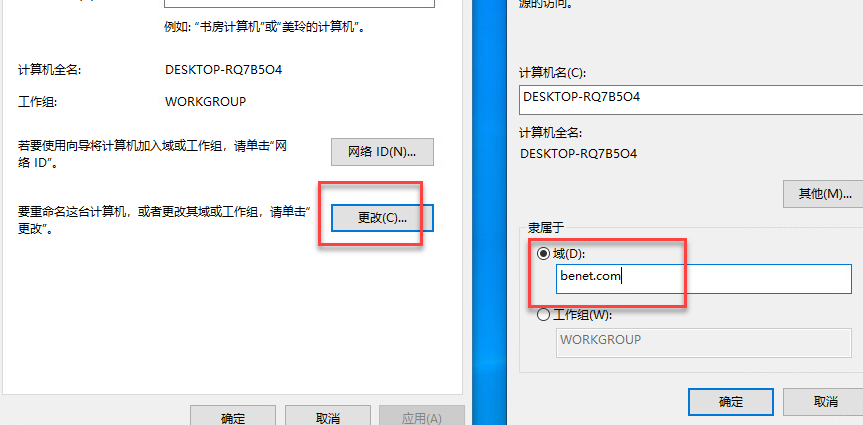 例如: “书房计算机”或“美玲的计算机”。
计算机全名:
DESKTOP-RQ7B5O4
工作组:
WORKGROUP
若要使用向导将计算机加入域或工作组，请单击“网
络 ID”。
网络 ID(N)...
要重命名这台计算机，或者更改其域或工作组，请单击“
更改”。
更改(C)...
确定
取消
应用(A)
源的访问。
计算机名(C):
DESKTOP-RQ7B5O4
计算机全名:
DESKTOP-RQ7B5O4
其他(M)...
隶属于
域(D):
benet.com
工作组(W):
WORKGROUP
确定
取消